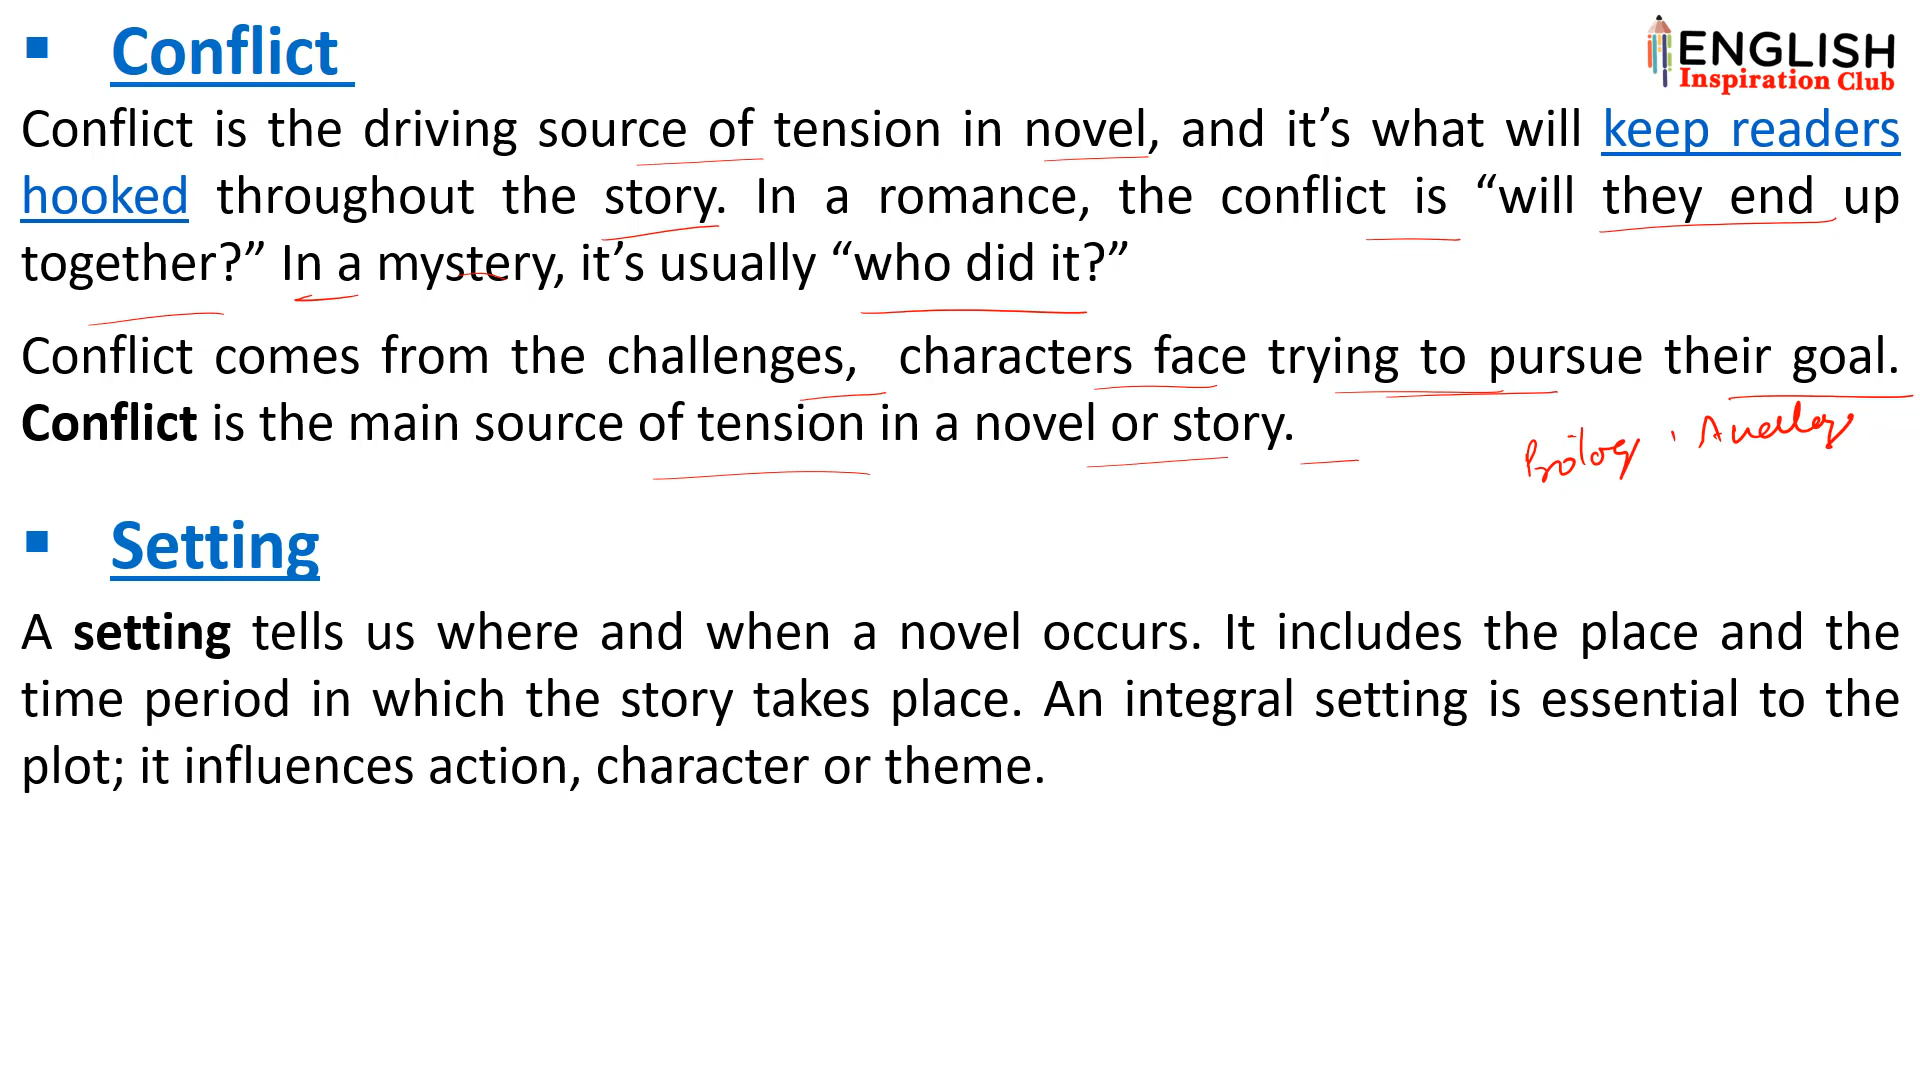 ▪ Conflict
ENGLISH
Inspiration Club
Conflict is the driving source of tension in novel, and it’s what will keep readers
hooked throughout the story. In a romance, the conflict is “will they end up
together?” In a mystery, it’s usually “who did it?”
Conflict comes from the challenges, characters face trying to pursue their goal.
Conflict is the main source of tension in a novel or story.
▪ Setting
A setting tells us where and when a novel occurs. It includes the place and the
time period in which the story takes place. An integral setting is essential to the
plot; it influences action, character or theme.